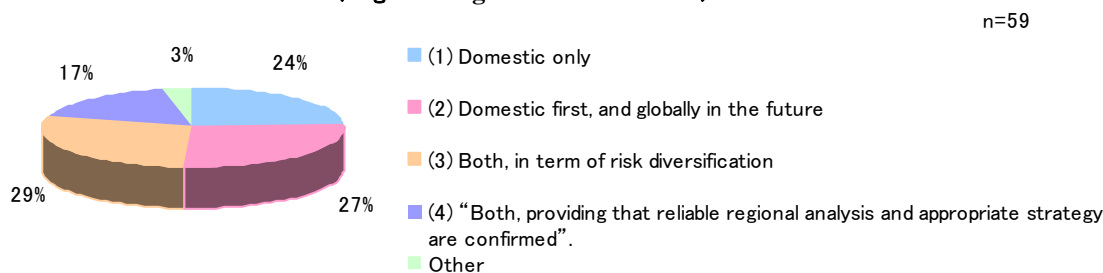 n=59
3%
24%
17%
29%
27%
(1) Domestic only
(2) Domestic first, and globally in the future
(3) Both, in term of risk diversification
(4) “Both, providing that reliable regional analysis and appropriate strategy
are confirmed”.
Other